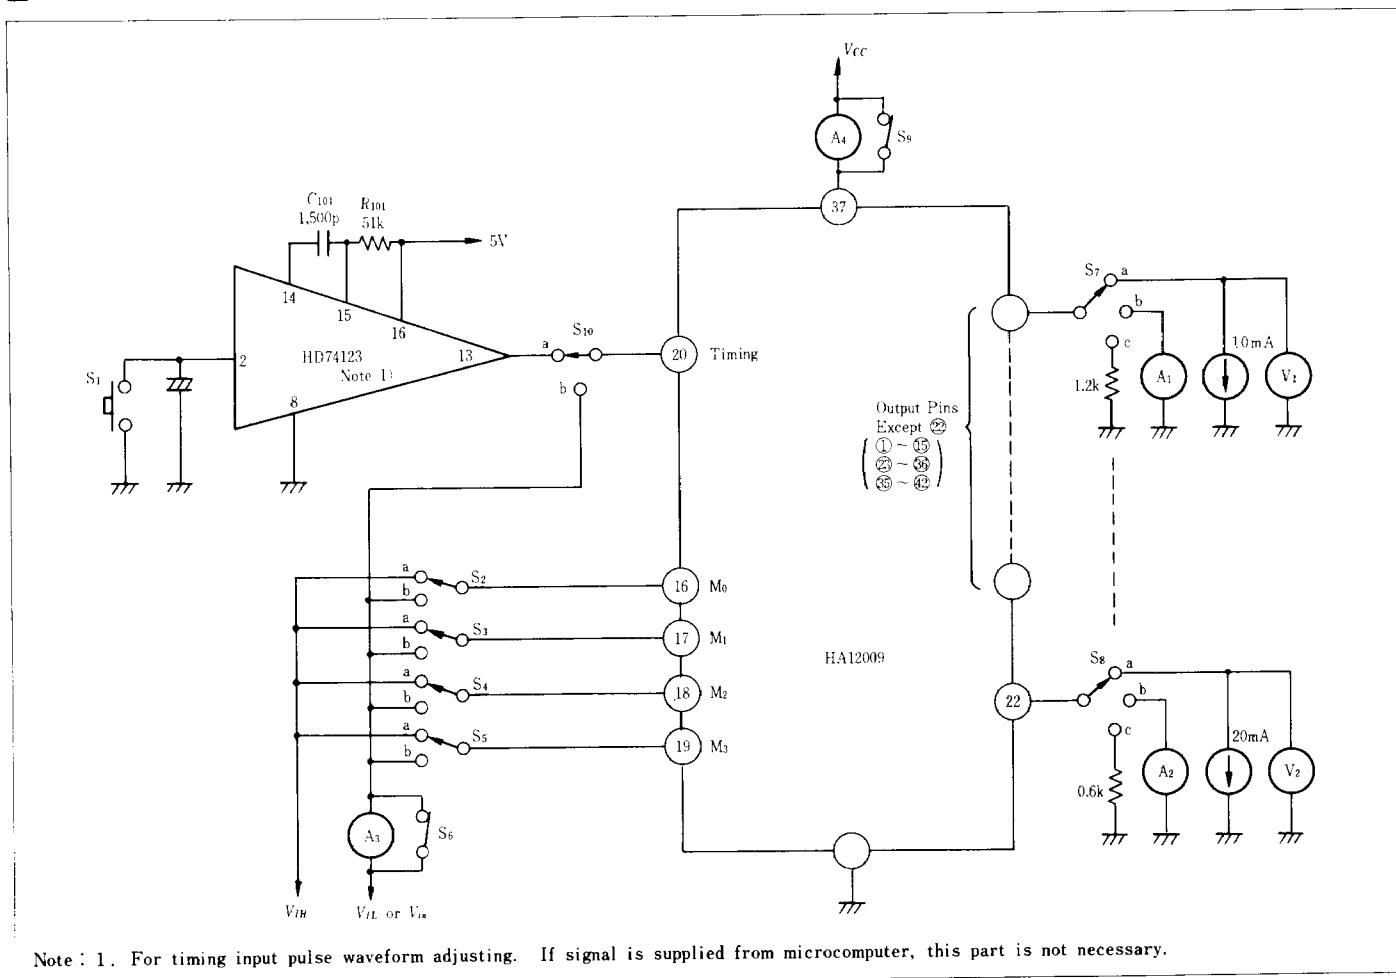 VCC
A4
S9
37
C101
1,500p
R101
51k
5V
14
15
16
2
HD74123
Note 1)
13
8
S1
a
S10
b
20
Timing
S7
a
b
c
1.2k
A1
10mA
V1
Output Pins
Except ㉒
① ~ ⑮
㉓ ~ ㊱
㉟ ~ ㊷
a
b
S2
16
M0
a
b
S3
17
M1
a
b
S4
18
M2
a
b
S5
19
M3
HA12009
22
S8
a
b
c
0.6k
A2
20mA
V2
A3
S6
VIH
VIL or Vin
Note : 1. For timing input pulse waveform adjusting. If signal is supplied from microcomputer, this part is not necessary.